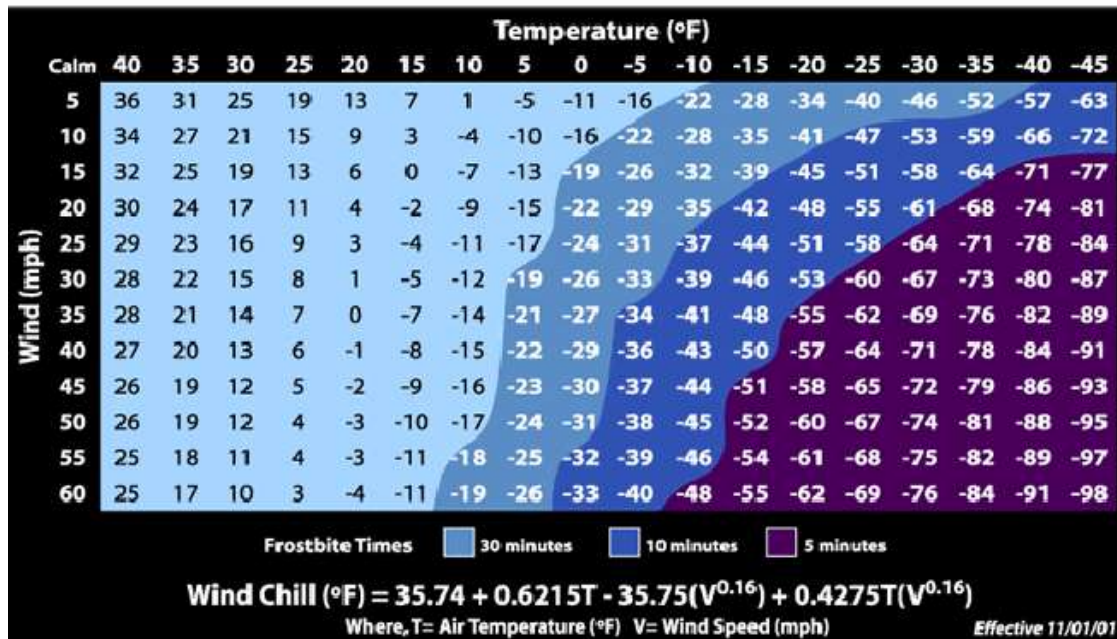 Temperature (ºF)
Calm 40 35 30 25 20 15 10 5 0 -5 -10 -15 -20 -25 -30 -35 -40 -45
5 36 31 25 19 13 7 1 -5 -11 -16 -22 -28 -34 -40 -46 -52 -57 -63
10 34 27 21 15 9 3 -4 -10 -16 -22 -28 -35 -41 -47 -53 -59 -66 -72
15 32 25 19 13 6 0 -7 -13 -19 -26 -32 -39 -45 -51 -58 -64 -71 -77
20 30 24 17 11 4 -2 -9 -15 -22 -29 -35 -42 -48 -55 -61 -68 -74 -81
25 29 23 16 9 3 -4 -11 -17 -24 -31 -37 -44 -51 -58 -64 -71 -78 -84
30 28 22 15 8 1 -5 -12 -19 -26 -33 -39 -46 -53 -60 -67 -73 -80 -87
35 28 21 14 7 0 -7 -14 -21 -27 -34 -41 -48 -55 -62 -69 -76 -82 -89
40 27 20 13 6 -1 -8 -15 -22 -29 -36 -43 -50 -57 -64 -71 -78 -84 -91
45 26 19 12 5 -2 -9 -16 -23 -30 -37 -44 -51 -58 -65 -72 -79 -86 -93
50 26 19 12 4 -3 -10 -17 -24 -31 -38 -45 -52 -60 -67 -74 -81 -88 -95
55 25 18 11 4 -3 -11 -18 -25 -32 -39 -46 -54 -61 -68 -75 -82 -89 -97
60 25 17 10 3 -4 -11 -19 -26 -33 -40 -48 -55 -62 -69 -76 -84 -91 -98
Wind (mph)
Frostbite Times 30 minutes 10 minutes 5 minutes
Wind Chill (ºF) = 35.74 + 0.6215T - 35.75(V0.16) + 0.4275T(V0.16)
Where, T= Air Temperature (ºF) V= Wind Speed (mph) Effective 11/01/01